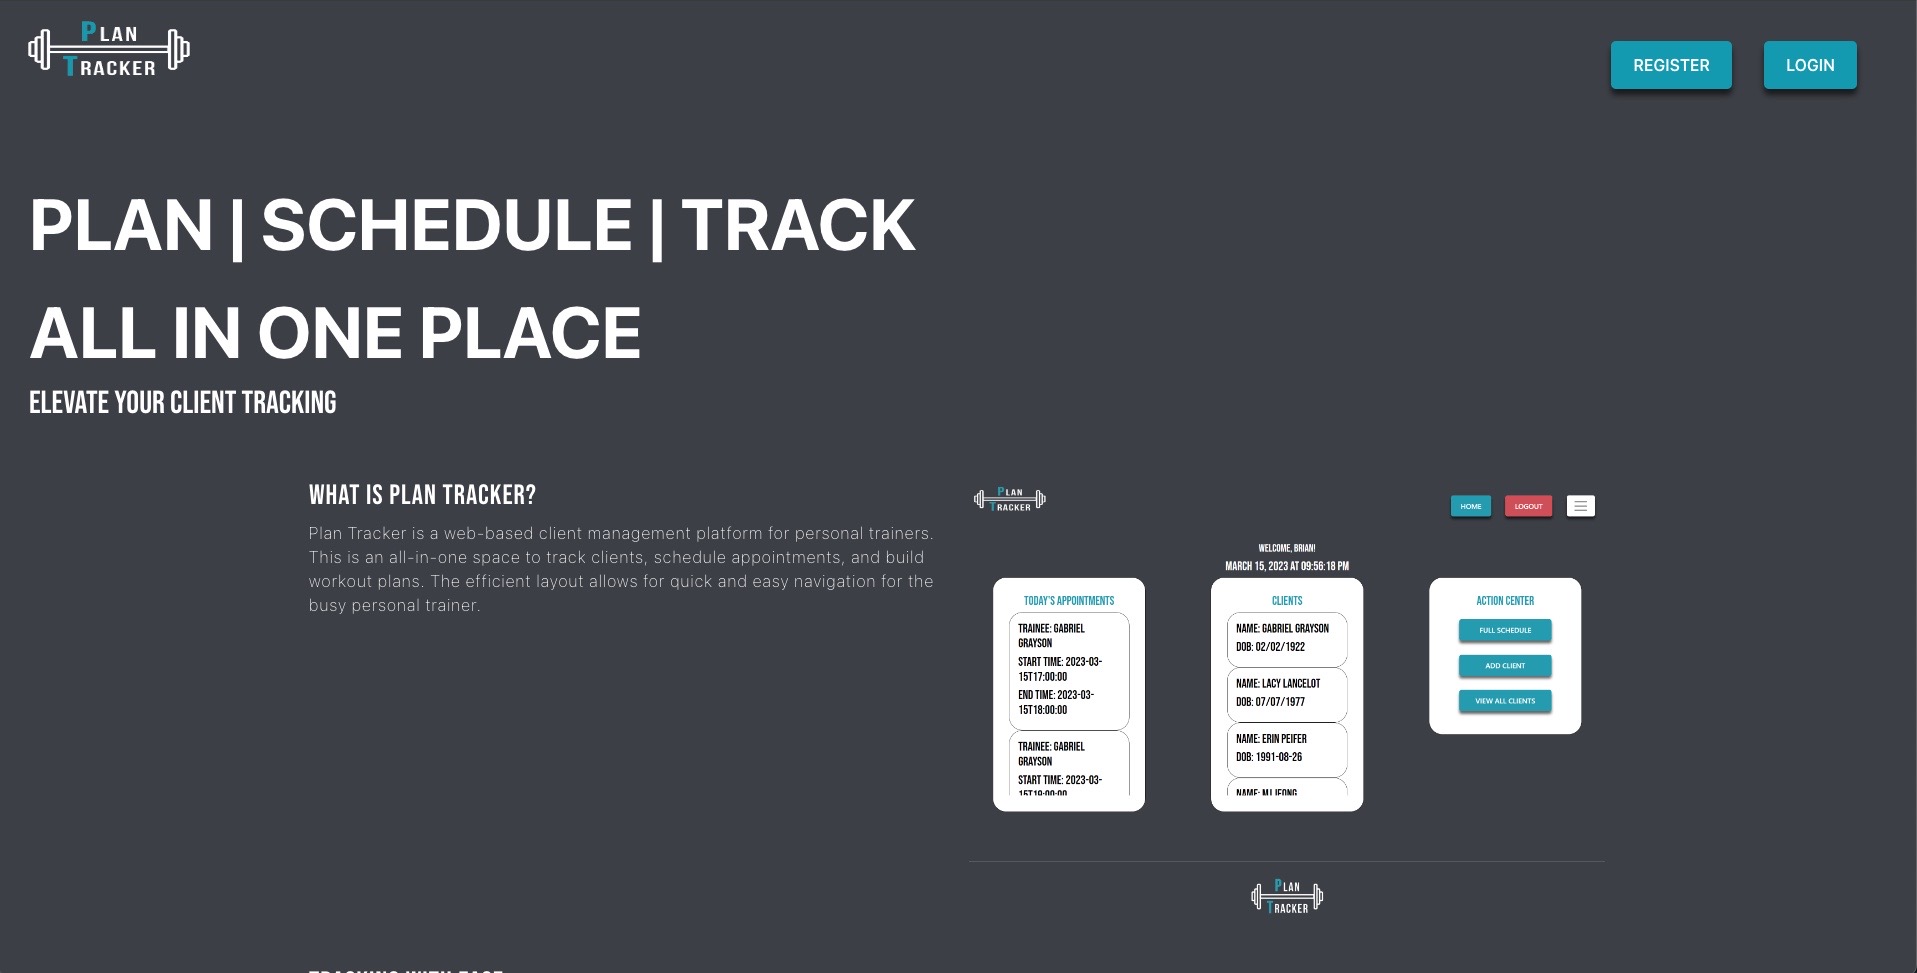 PLAN
TRACKER
REGISTER
LOGIN
PLAN | SCHEDULE | TRACK
ALL IN ONE PLACE
ELEVATE YOUR CLIENT TRACKING
WHAT IS PLAN TRACKER?
Plan Tracker is a web-based client management platform for personal trainers.
This is an all-in-one space to track clients, schedule appointments, and build
workout plans. The efficient layout allows for quick and easy navigation for the
busy personal trainer.
PLAN
TRACKER
HOME
LOGOUT
WELCOME, BRIAN!
MARCH 15, 2023 AT 09:56:18 PM
TODAY'S APPOINTMENTS
TRAINEE: GABRIEL
GRAYSON
START TIME: 2023-03-
15T17:00:00
END TIME: 2023-03-
15T18:00:00
TRAINEE: GABRIEL
GRAYSON
START TIME: 2023-03-
CLIENTS
NAME: GABRIEL GRAYSON
DOB: 02/02/1922
NAME: LACY LANCELOT
DOB: 07/07/1977
NAME: ERIN PEIFER
DOB: 1991-08-26
NAME:
ACTION CENTER
FULL SCHEDULE
ADD CLIENT
VIEW ALL CLIENTS
PLAN
TRACKER